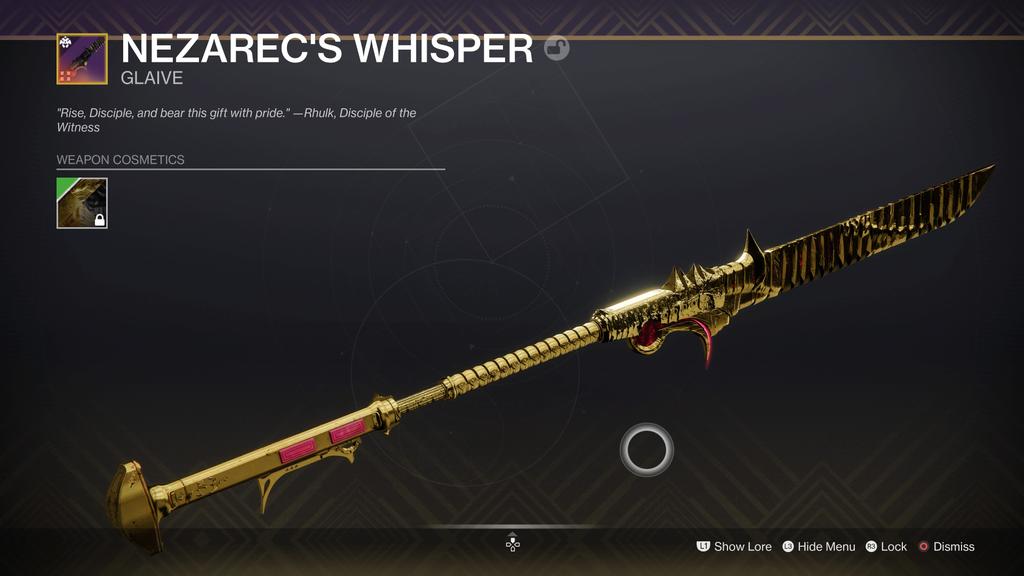 NEZAREC'S WHISPER
GLAIVE
"Rise, Disciple, and bear this gift with pride." —Rhulk, Disciple of the
Witness
WEAPON COSMETICS
L1 Show Lore L3 Hide Menu R3 Lock Dismiss